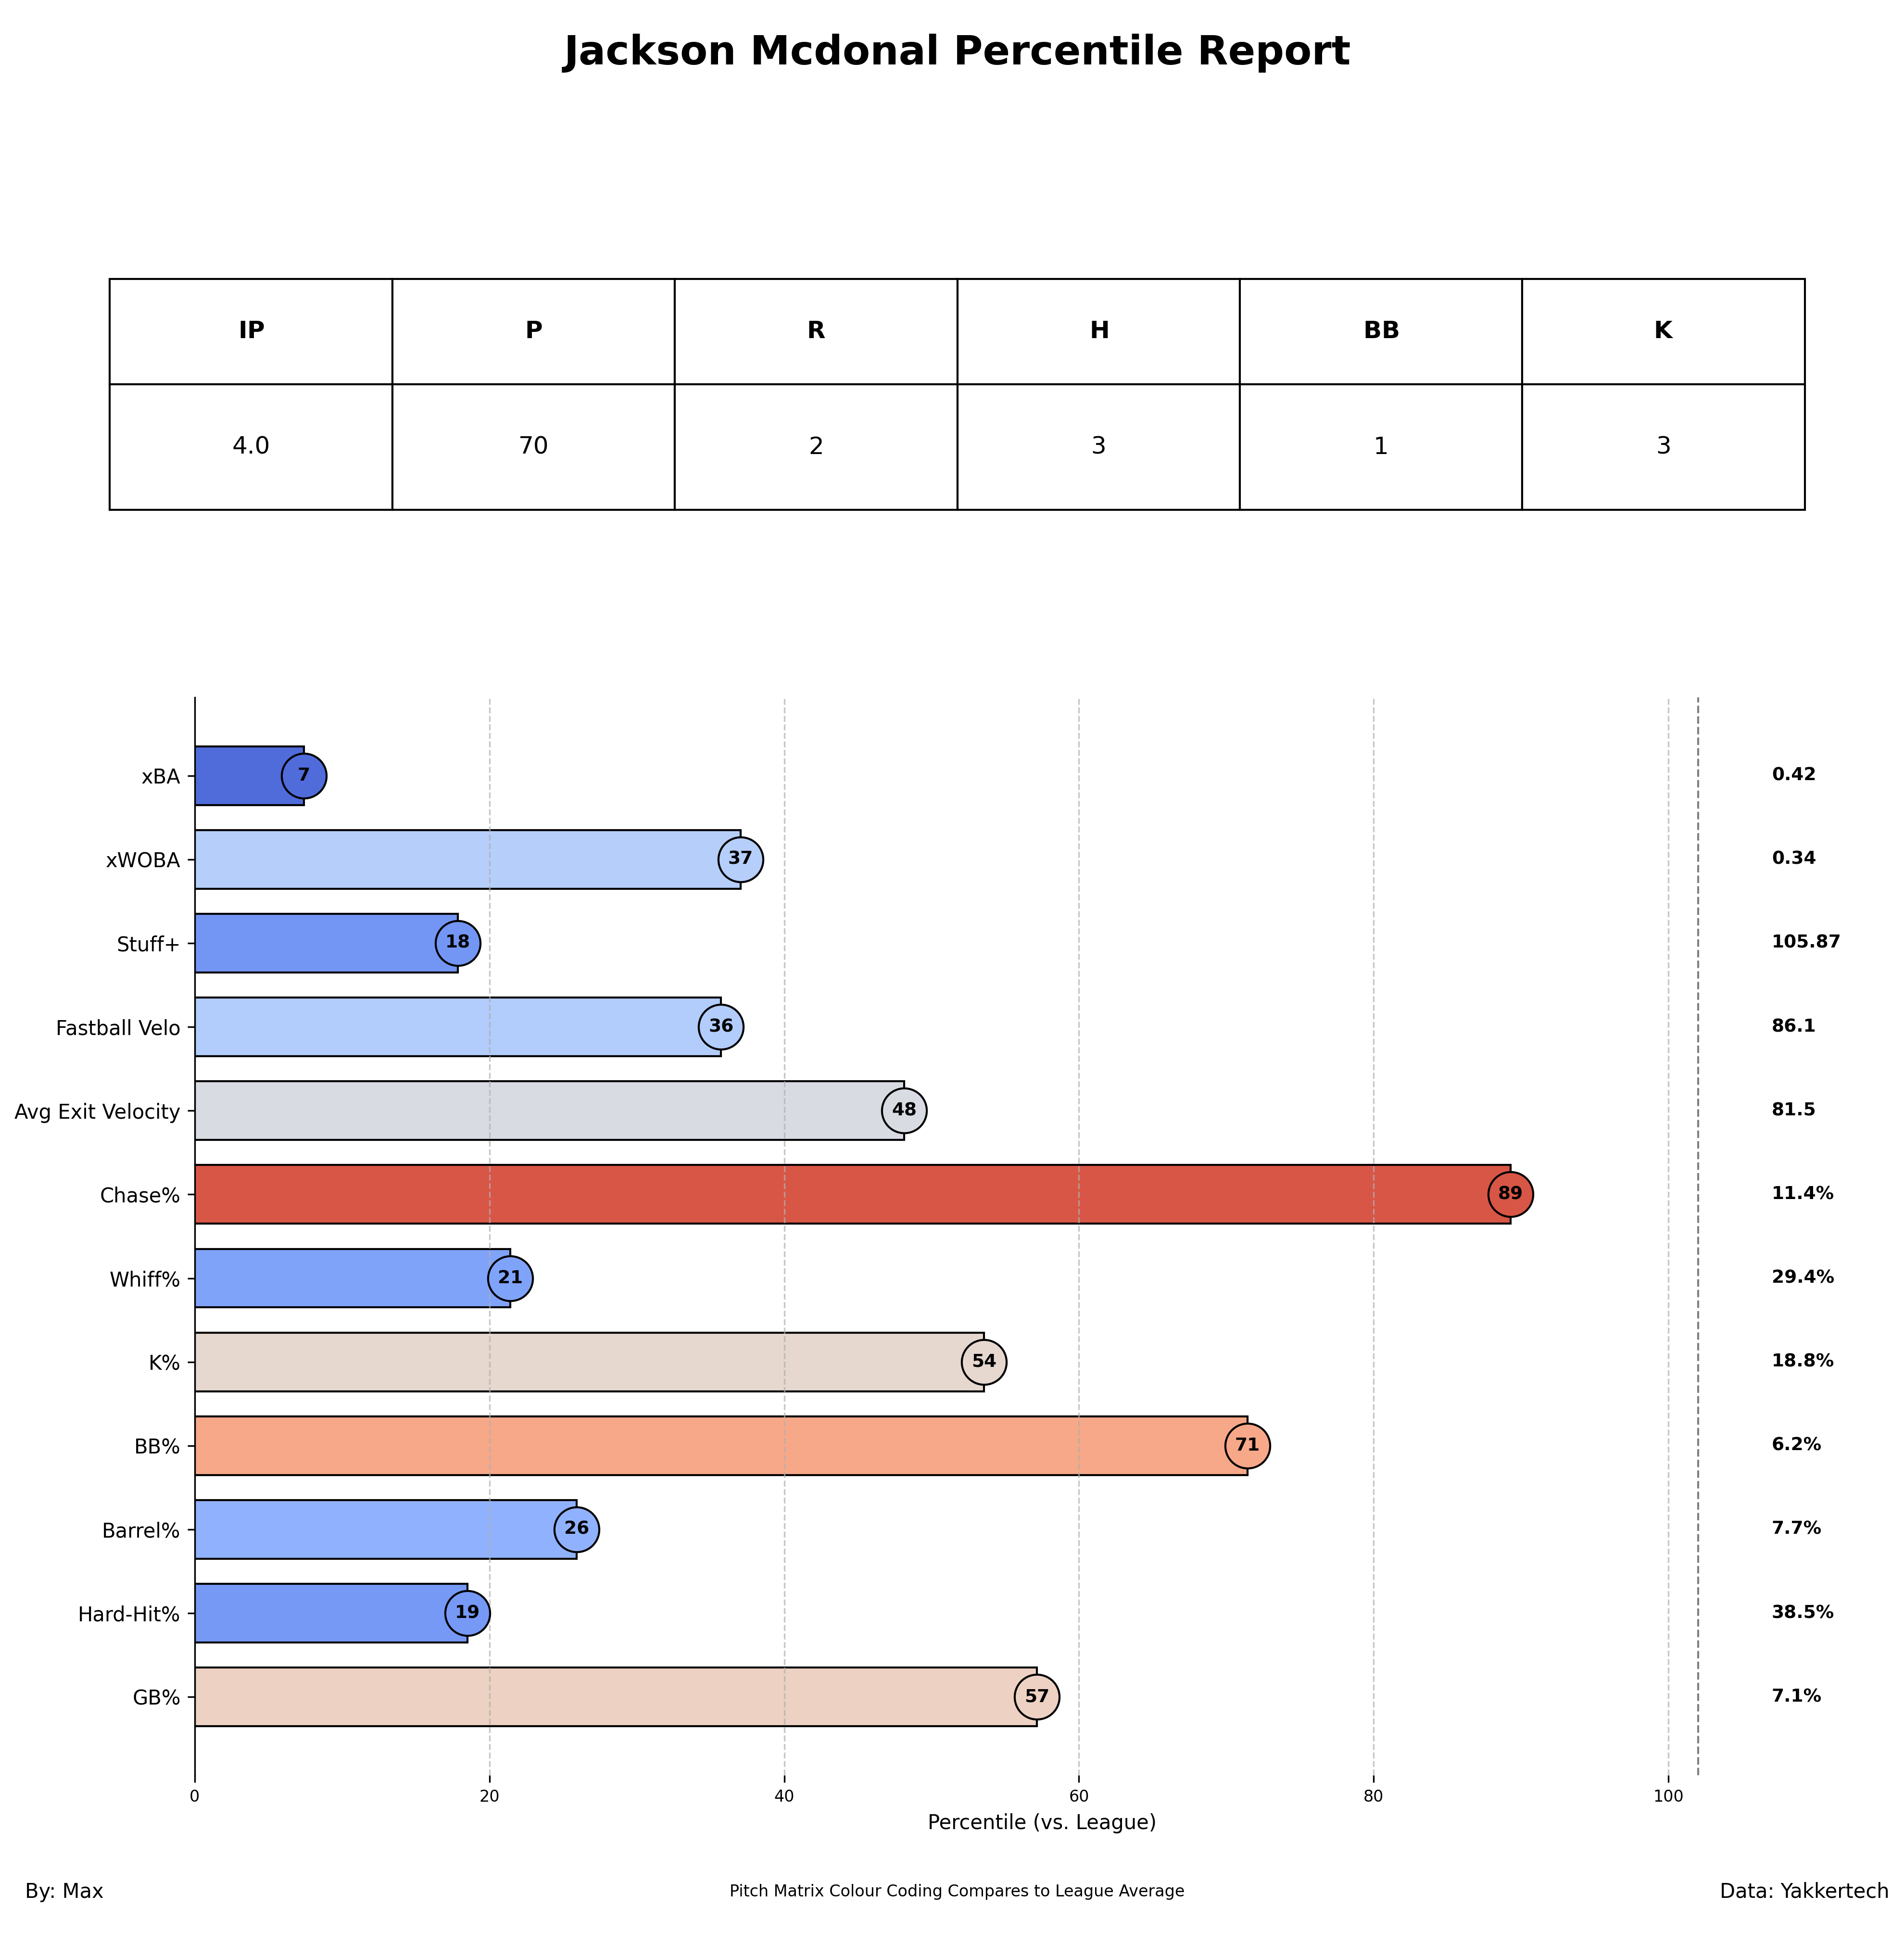 Jackson Mcdonal Percentile Report
IP P R H BB K
4.0 70 2 3 1 3
xBA 7 0.42
xWOBA 37 0.34
Stuff+ 18 105.87
Fastball Velo 36 86.1
Avg Exit Velocity 48 81.5
Chase% 89 11.4%
Whiff% 21 29.4%
K% 54 18.8%
BB% 71 6.2%
Barrel% 26 7.7%
Hard-Hit% 19 38.5%
GB% 57 7.1%
0 20 40 60 80 100
Percentile (vs. League)
By: Max Pitch Matrix Colour Coding Compares to League Average Data: Yakkertech